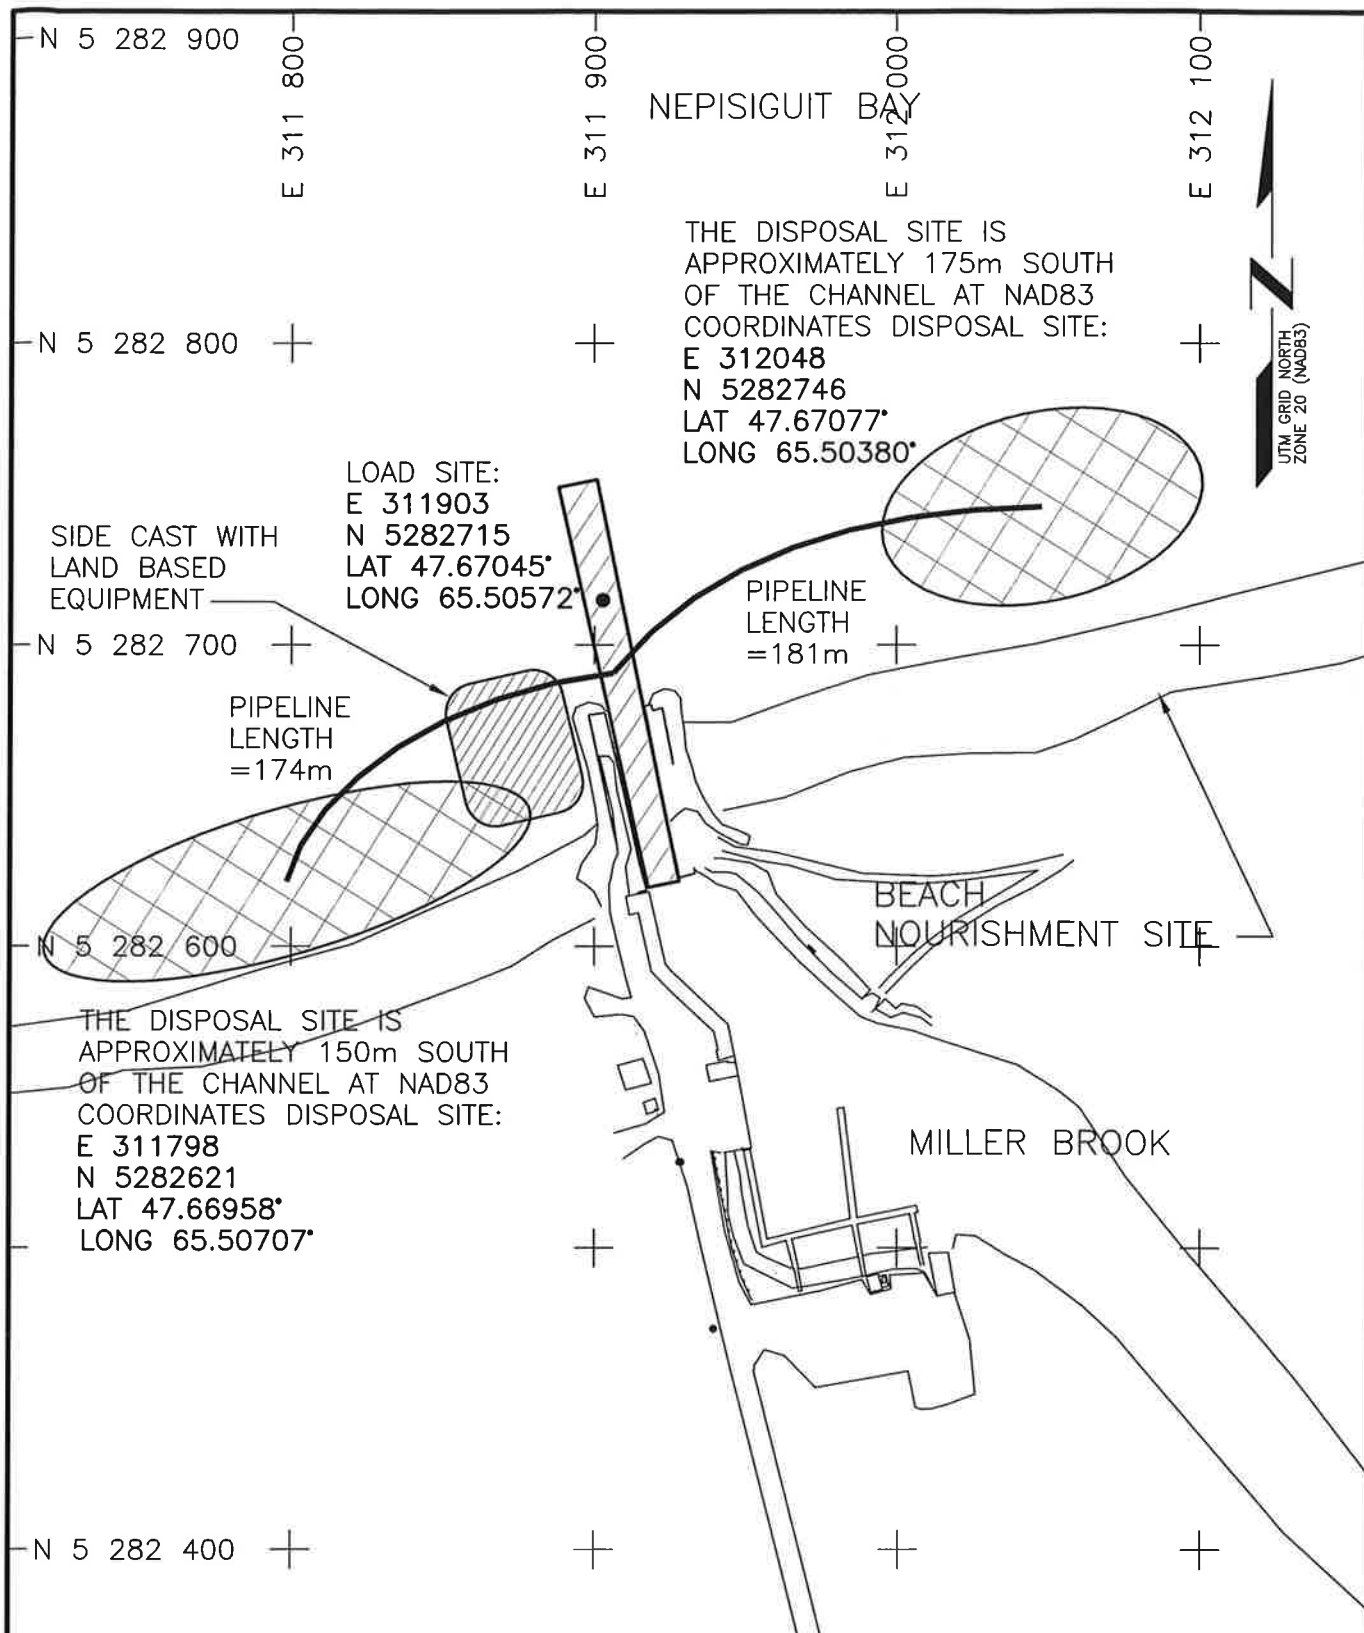 N 5 282 900
E 311 800
E 311 900
E 312 000
E 312 100
NEPISIGUIT BAY
THE DISPOSAL SITE IS
APPROXIMATELY 175m SOUTH
OF THE CHANNEL AT NAD83
COORDINATES DISPOSAL SITE:
E 312048
N 5282746
LAT 47.67077°
LONG 65.50380°
N
UTM GRID NORTH
ZONE 20 (NAD83)
N 5 282 800
LOAD SITE:
E 311903
N 5282715
LAT 47.67045°
LONG 65.50572°
SIDE CAST WITH
LAND BASED
EQUIPMENT
PIPELINE
LENGTH
=181m
N 5 282 700
PIPELINE
LENGTH
=174m
BEACH
NOURISHMENT SITE
N 5 282 600
THE DISPOSAL SITE IS
APPROXIMATELY 150m SOUTH
OF THE CHANNEL AT NAD83
COORDINATES DISPOSAL SITE:
E 311798
N 5282621
LAT 47.66958°
LONG 65.50707°
MILLER BROOK
N 5 282 400